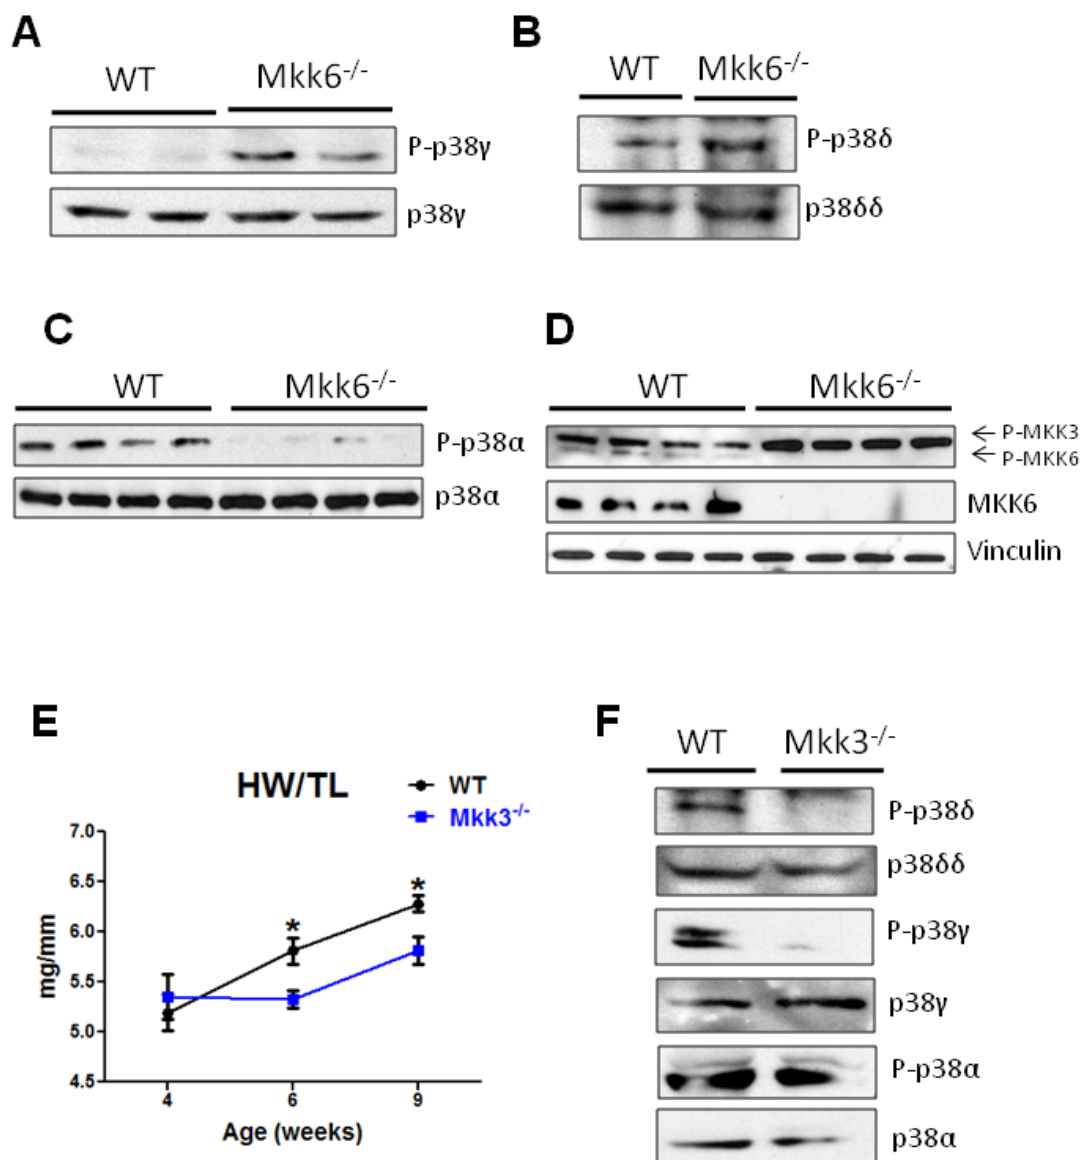 A
WT Mkk6-/-
P-p38γ
p38γ
B
WT Mkk6-/-
P-p38δ
p38δδ
C
WT Mkk6-/-
P-p38α
p38α
D
WT Mkk6-/-
P-MKK3
P-MKK6
MKK6
Vinculin
E
HW/TL
WT
Mkk3-/-
7.0
6.5
6.0
5.5
5.0
4.5
mg/mm
* *
4 6 9
Age (weeks)
F
WT Mkk3-/-
P-p38δ
p38δδ
P-p38γ
p38γ
P-p38α
p38α